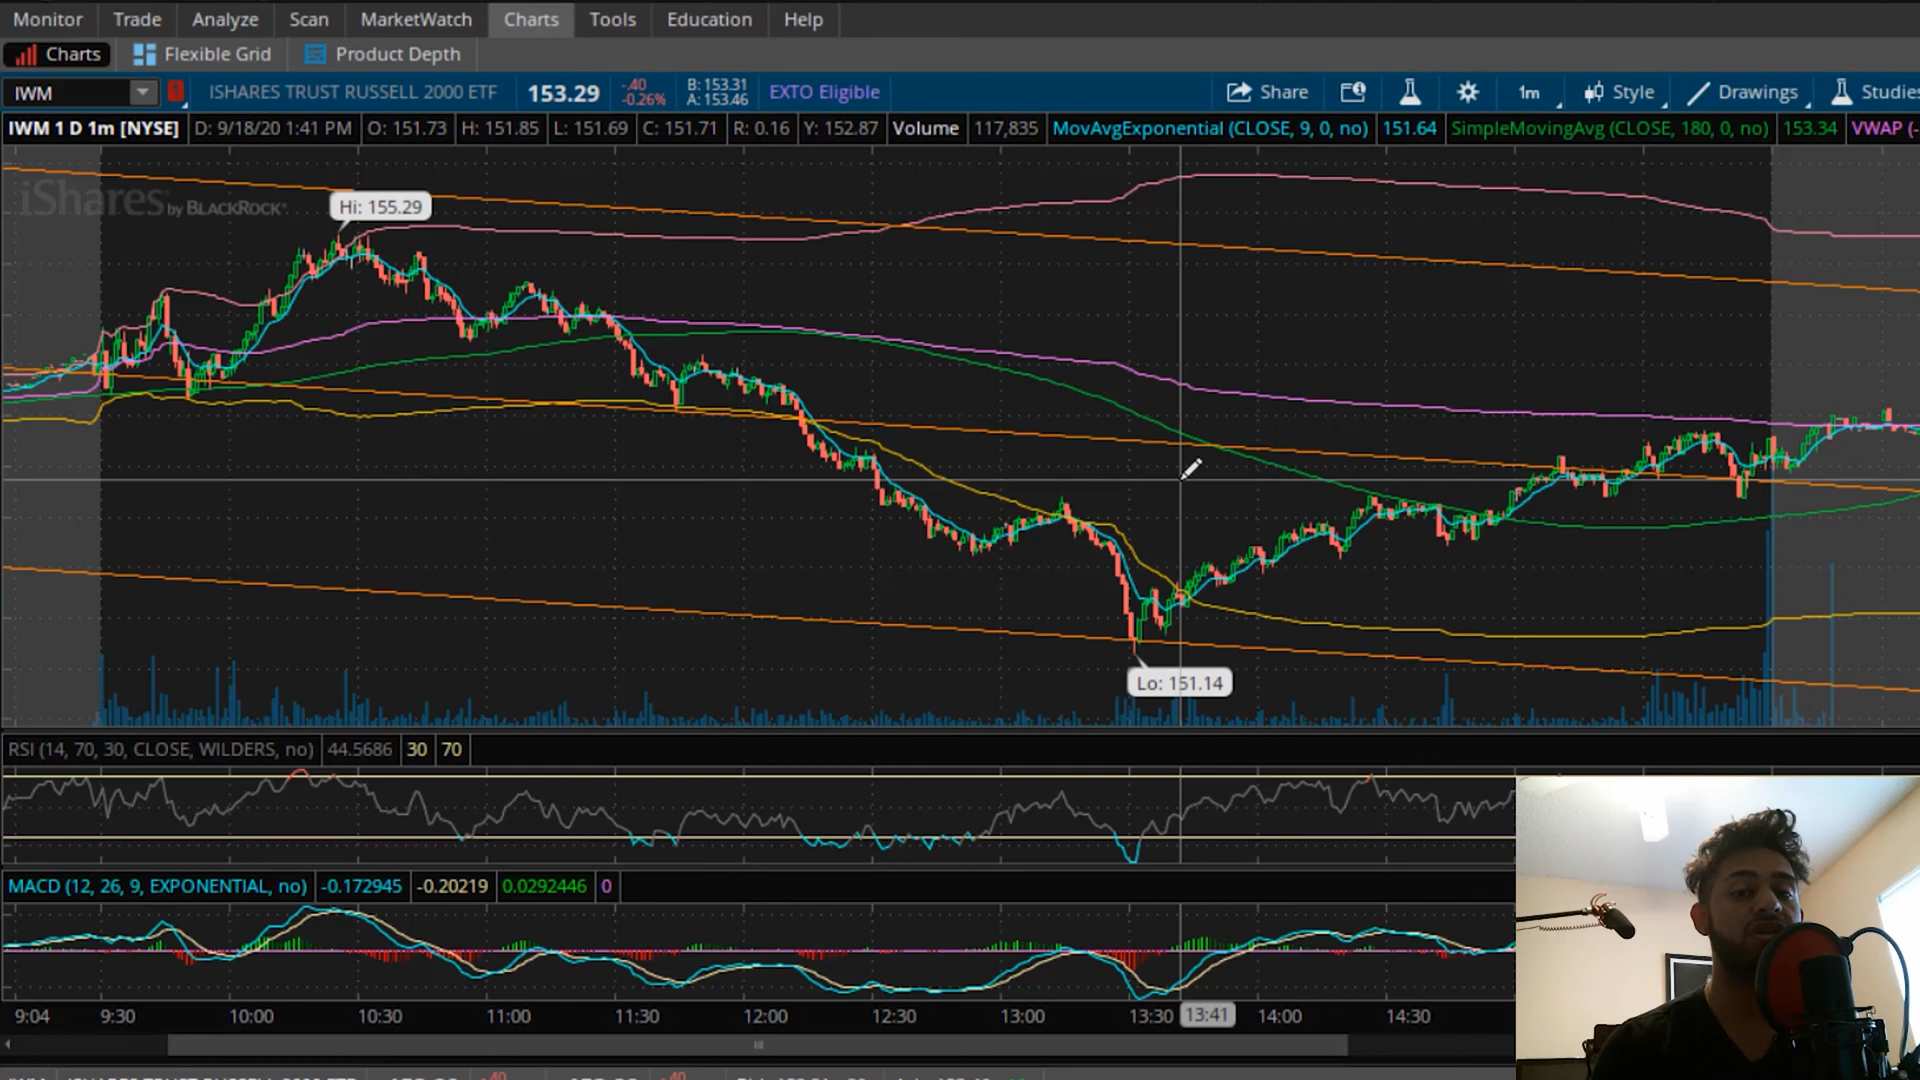 Monitor Trade Analyze Scan MarketWatch Charts Tools Education Help
Charts Flexible Grid Product Depth
IWM 1 ISHARES TRUST RUSSELL 2000 ETF 153.29 -.40 -0.26% B: 153.31 A: 153.46 EXTO Eligible Share 1m Style Drawings Studies
IWM 1 D 1m [NYSE] D: 9/18/20 1:41 PM O: 151.73 H: 151.85 L: 151.69 C: 151.71 R: 0.16 Y: 152.87 Volume 117,835 MovAvgExponential (CLOSE, 9, 0, no) 151.64 SimpleMovingAvg (CLOSE, 180, 0, no) 153.34 VWAP (-
iShares by BLACKROCK®
Hi: 155.29
Lo: 151.14
RSI (14, 70, 30, CLOSE, WILDERS, no) 44.5686 30 70
MACD (12, 26, 9, EXPONENTIAL, no) -0.172945 -0.20219 0.0292446 0
9:04 9:30 10:00 10:30 11:00 11:30 12:00 12:30 13:00 13:30 13:41 14:00 14:30